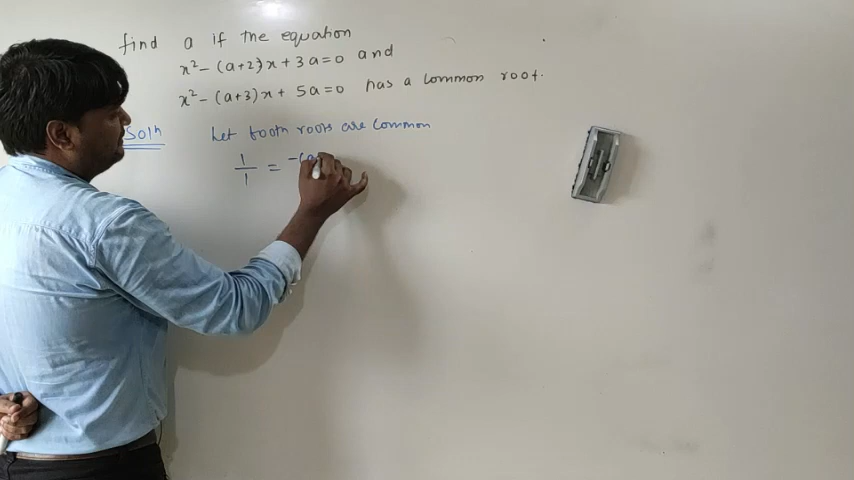 find a if the equation
x² - (a+2)x + 3a = 0 and
x² - (a+3)x + 5a = 0 has a common root.
Soln Let both roots are common
1/1 = -(a